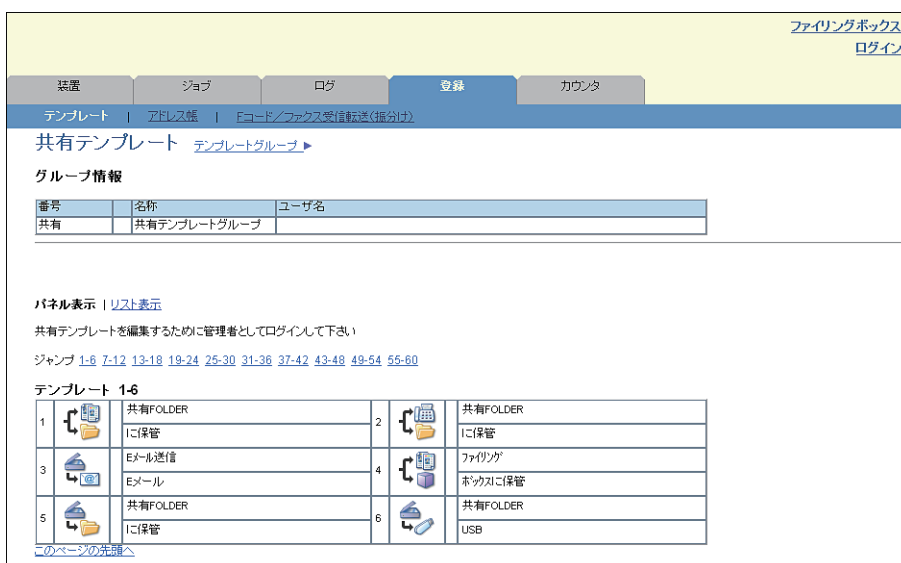 ファイリングボックス
ログイン
装置 ジョブ ログ 登録 カウンタ
テンプレート | アドレス帳 | Fコード/ファクス受信転送(振分け)
共有テンプレート テンプレートグループ ▶
グループ情報
番号 名称 ユーザ名
共有 共有テンプレートグループ
パネル表示 | リスト表示
共有テンプレートを編集するために管理者としてログインして下さい
ジャンプ 1-6 7-12 13-18 19-24 25-30 31-36 37-42 43-48 49-54 55-60
テンプレート 1-6
1 共有FOLDER 2 共有FOLDER
に保管 に保管
3 Eメール送信 4 ファイリング
Eメール ボックスに保管
5 共有FOLDER 6 共有FOLDER
に保管 USB
このページの先頭へ